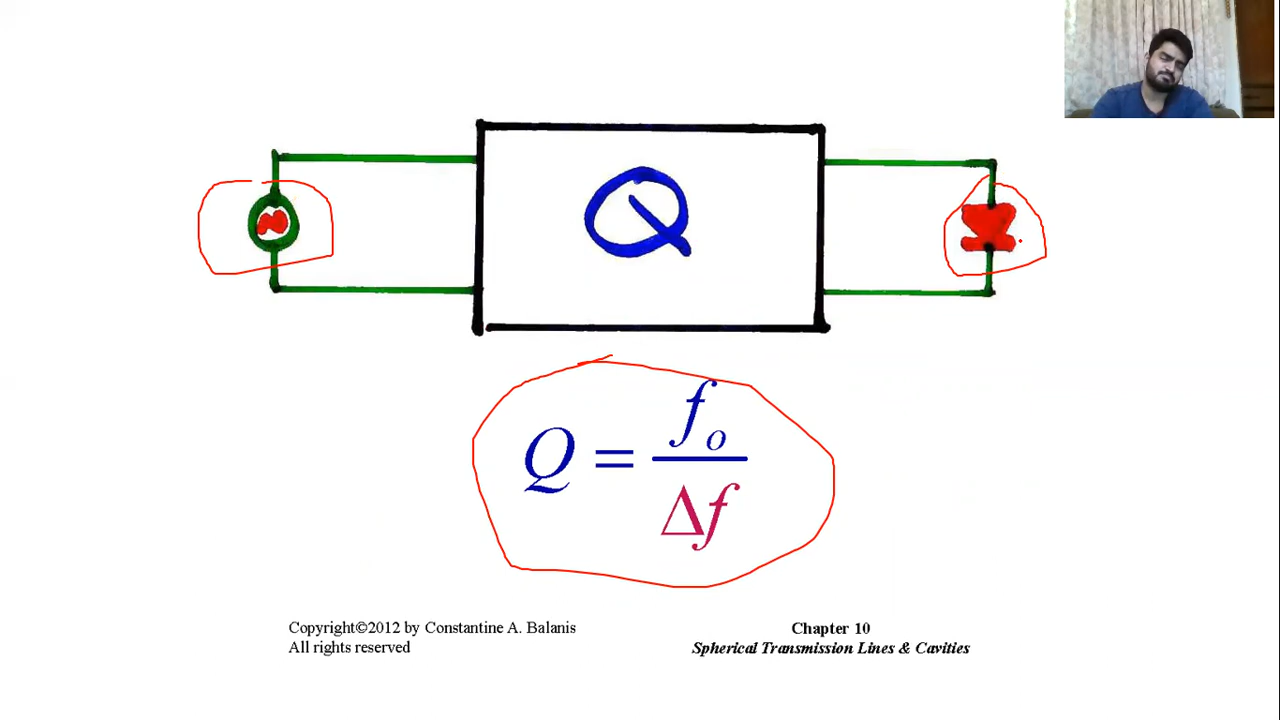 Q
Q = f_o / Δf
Copyright©2012 by Constantine A. Balanis
All rights reserved
Chapter 10
Spherical Transmission Lines & Cavities